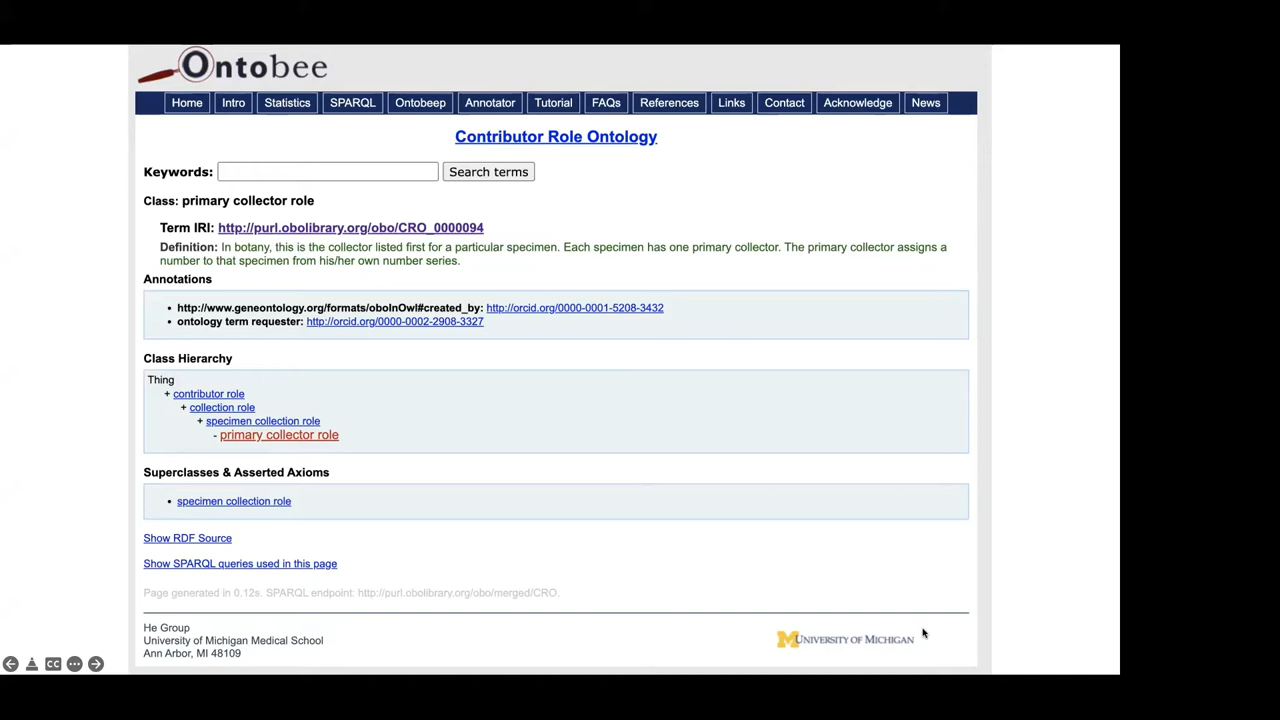 Ontobee
Home Intro Statistics SPARQL Ontobeep Annotator Tutorial FAQs References Links Contact Acknowledge News
Contributor Role Ontology
Keywords: Search terms
Class: primary collector role
Term IRI: http://purl.obolibrary.org/obo/CRO_0000094
Definition: In botany, this is the collector listed first for a particular specimen. Each specimen has one primary collector. The primary collector assigns a
number to that specimen from his/her own number series.
Annotations
• http://www.geneontology.org/formats/oboInOwl#created_by: http://orcid.org/0000-0001-5208-3432
• ontology term requester: http://orcid.org/0000-0002-2908-3327
Class Hierarchy
Thing
+ contributor role
+ collection role
+ specimen collection role
- primary collector role
Superclasses & Asserted Axioms
• specimen collection role
Show RDF Source
Show SPARQL queries used in this page
Page generated in 0.12s. SPARQL endpoint: http://purl.obolibrary.org/obo/merged/CRO.
He Group
University of Michigan Medical School
Ann Arbor, MI 48109
M UNIVERSITY OF MICHIGAN
CC